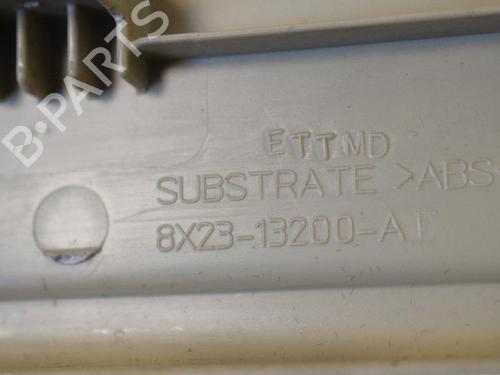 B-PARTS
ETTMD
SUBSTRATE >ABS
8X23-13200-A